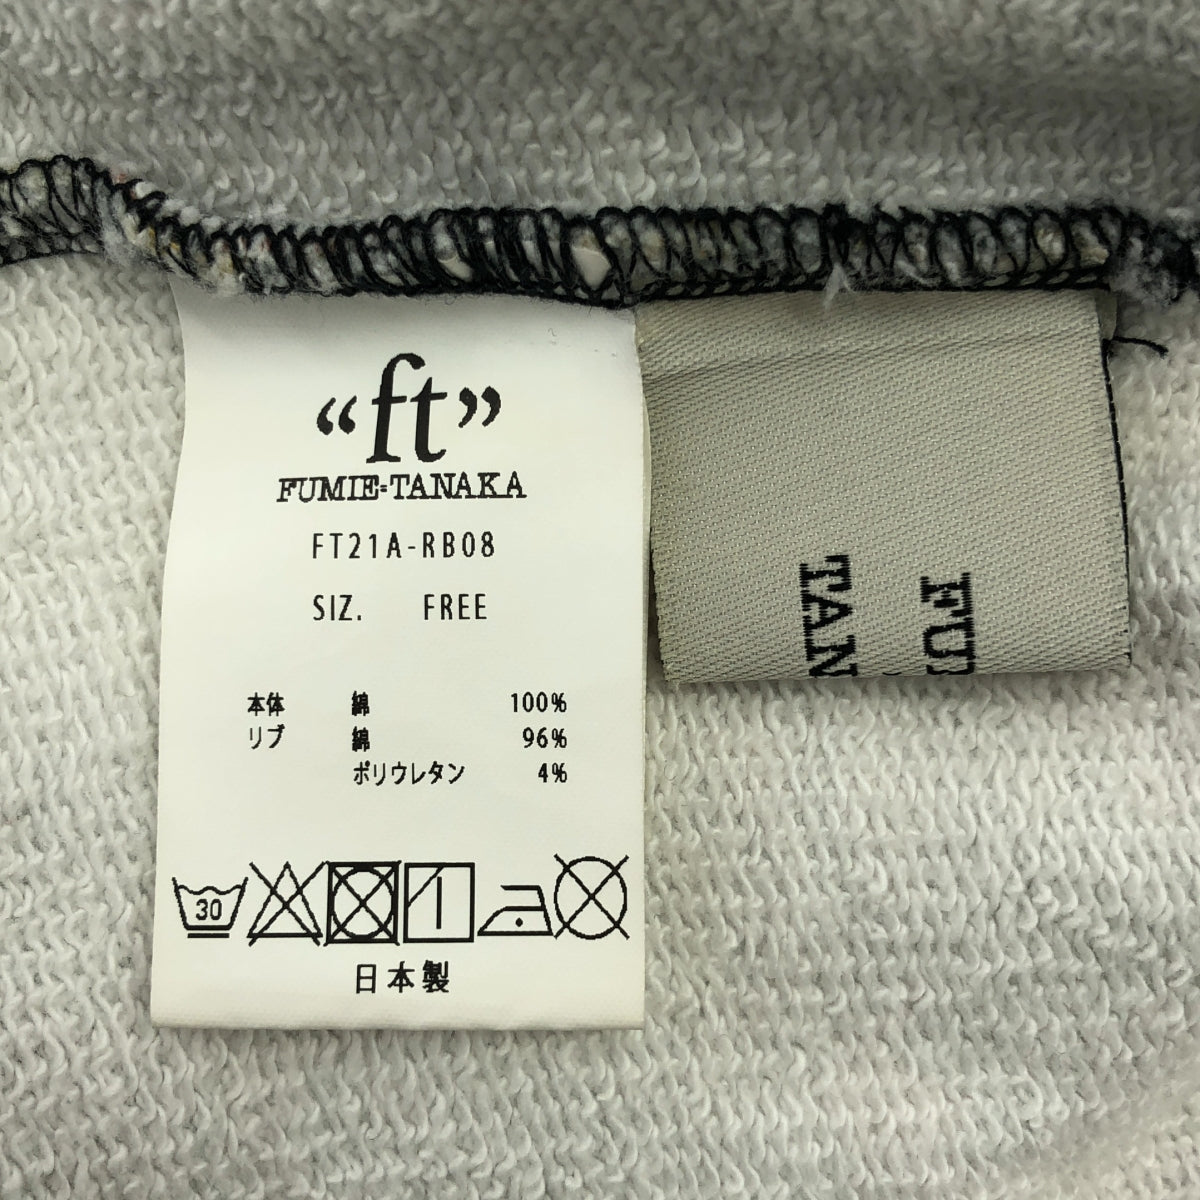 “ft”
FUMIE=TANAKA
FT21A-RB08
SIZ. FREE
本体 綿 100%
リブ 綿 96%
ポリウレタン 4%
30
日本製